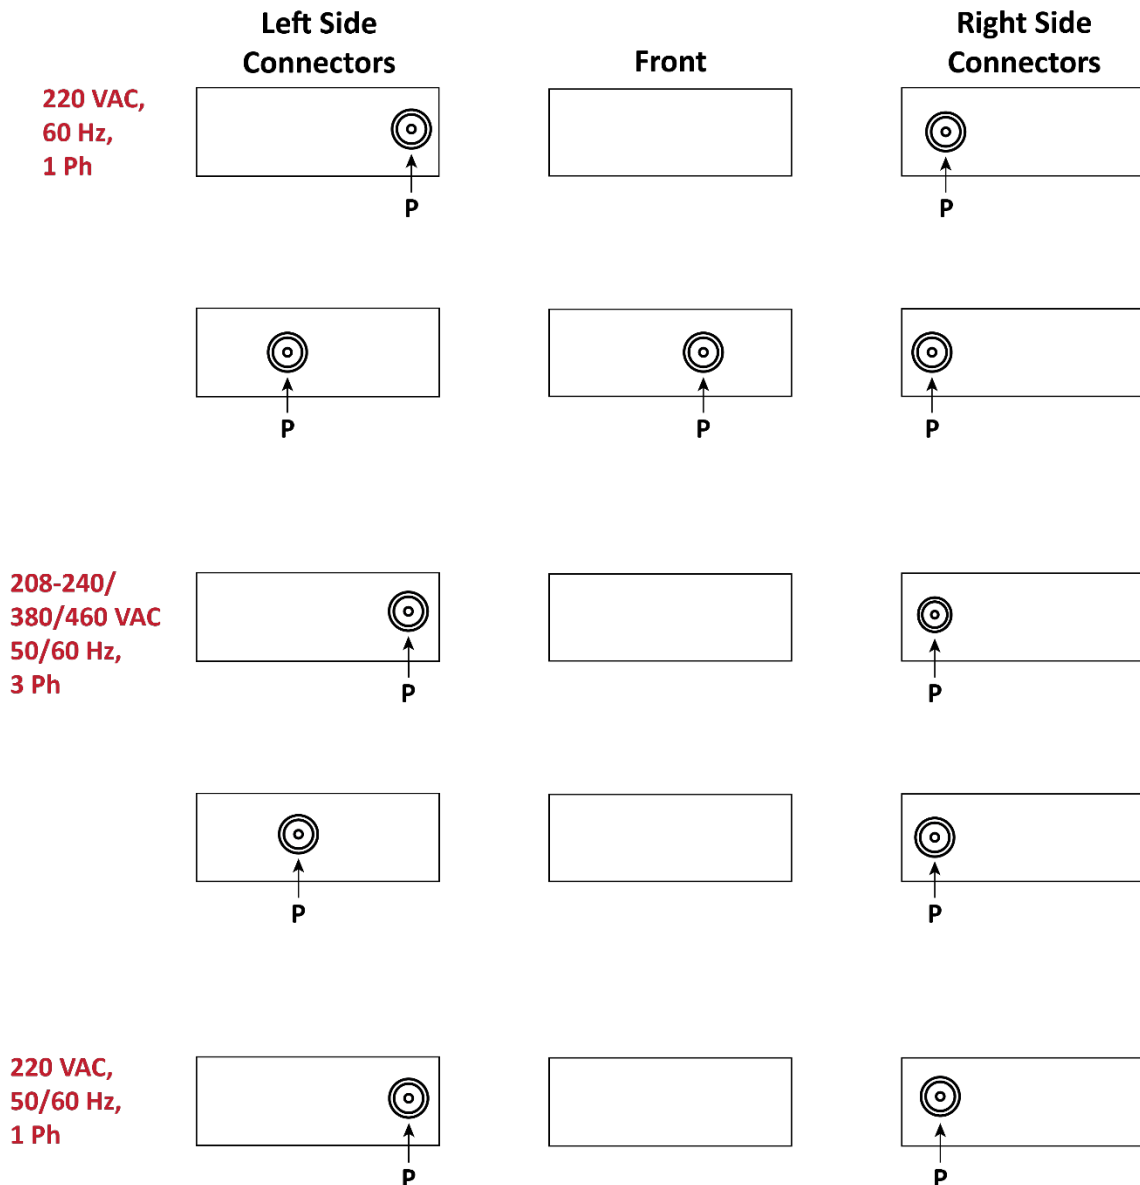 Left Side
Connectors
Front
Right Side
Connectors
220 VAC,
60 Hz,
1 Ph
P
P
P
P
P
208-240/
380/460 VAC
50/60 Hz,
3 Ph
P
P
P
P
220 VAC,
50/60 Hz,
1 Ph
P
P